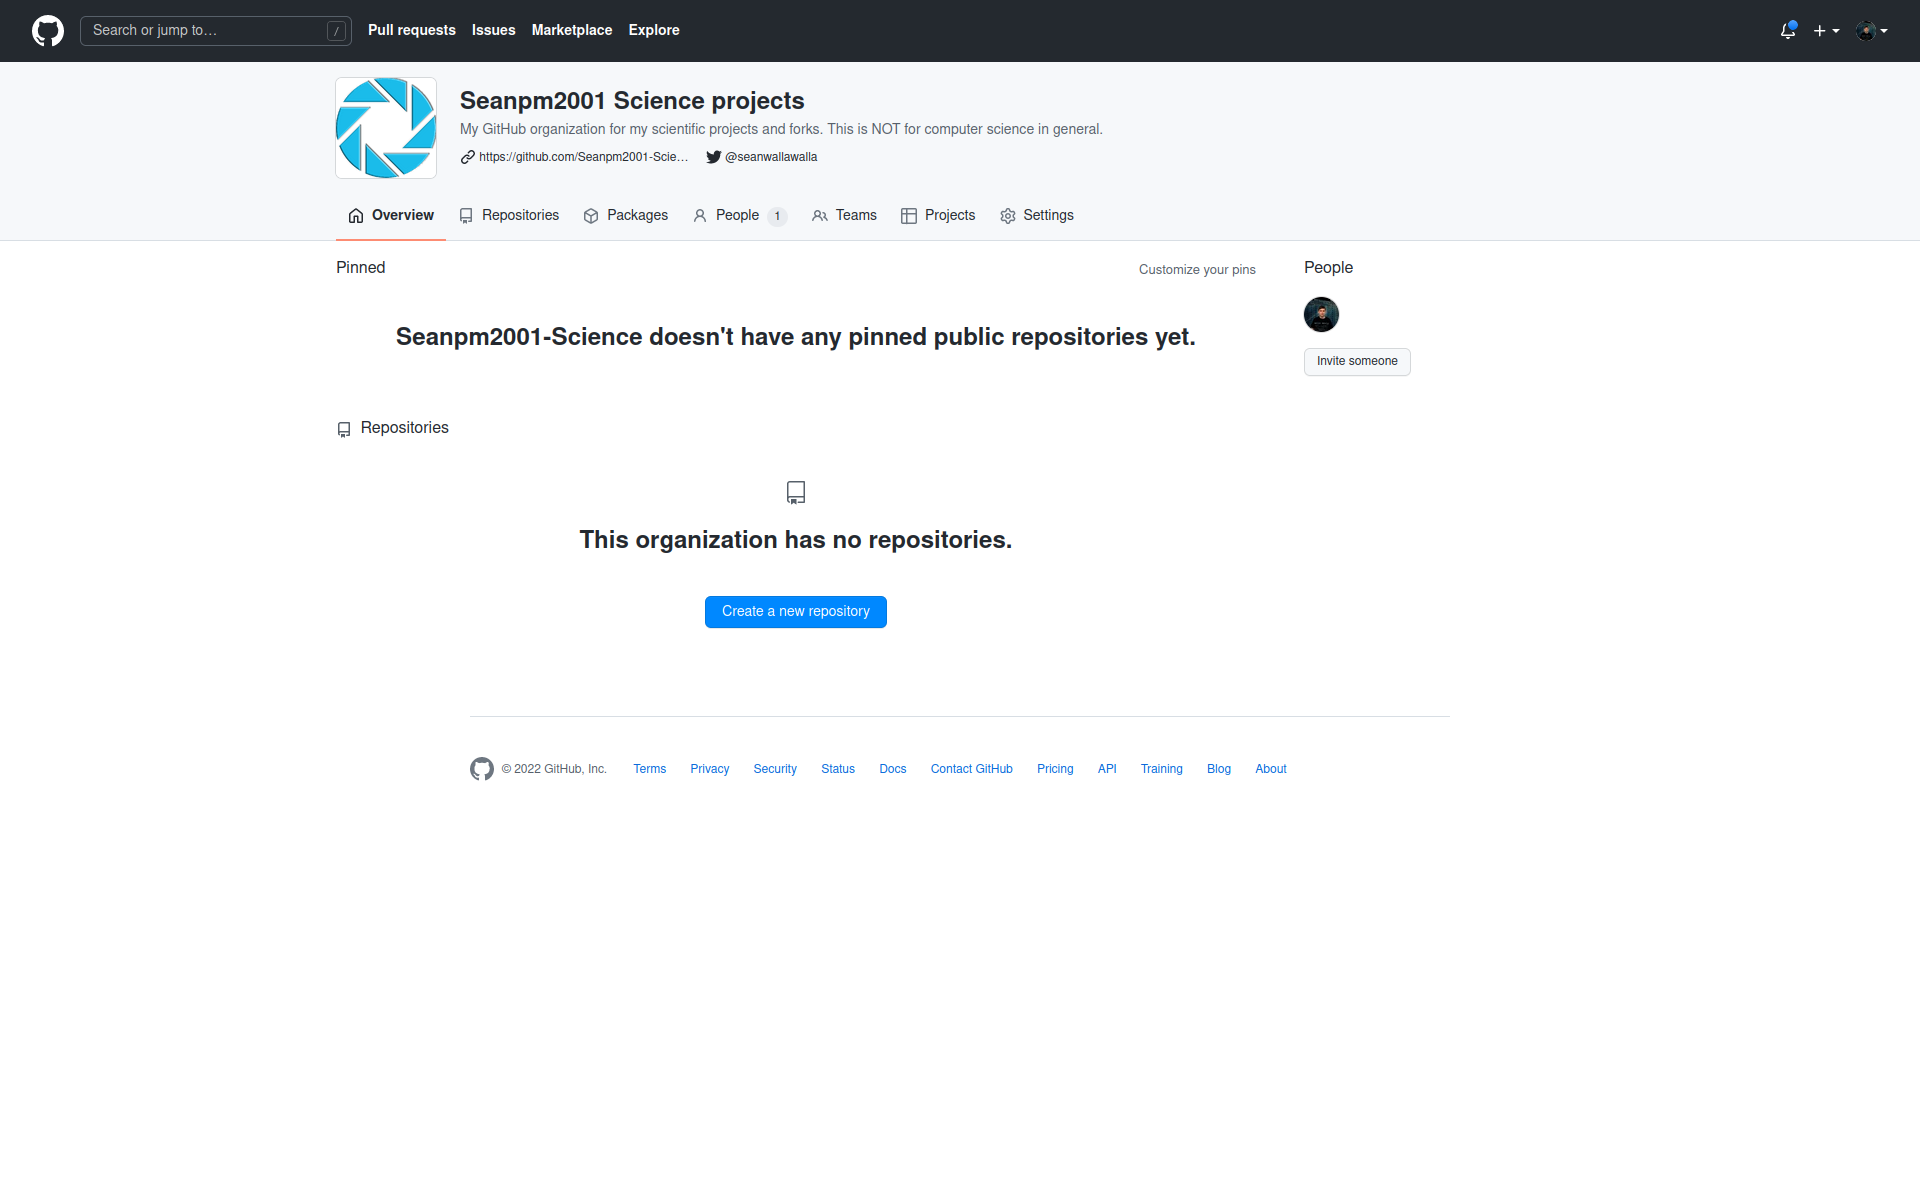 Search or jump to… /
Pull requests Issues Marketplace Explore
Seanpm2001 Science projects
My GitHub organization for my scientific projects and forks. This is NOT for computer science in general.
https://github.com/Seanpm2001-Scie… @seanwallawalla
Overview Repositories Packages People 1 Teams Projects Settings
Pinned
Customize your pins
Seanpm2001-Science doesn't have any pinned public repositories yet.
People
Invite someone
Repositories
This organization has no repositories.
Create a new repository
© 2022 GitHub, Inc. Terms Privacy Security Status Docs Contact GitHub Pricing API Training Blog About